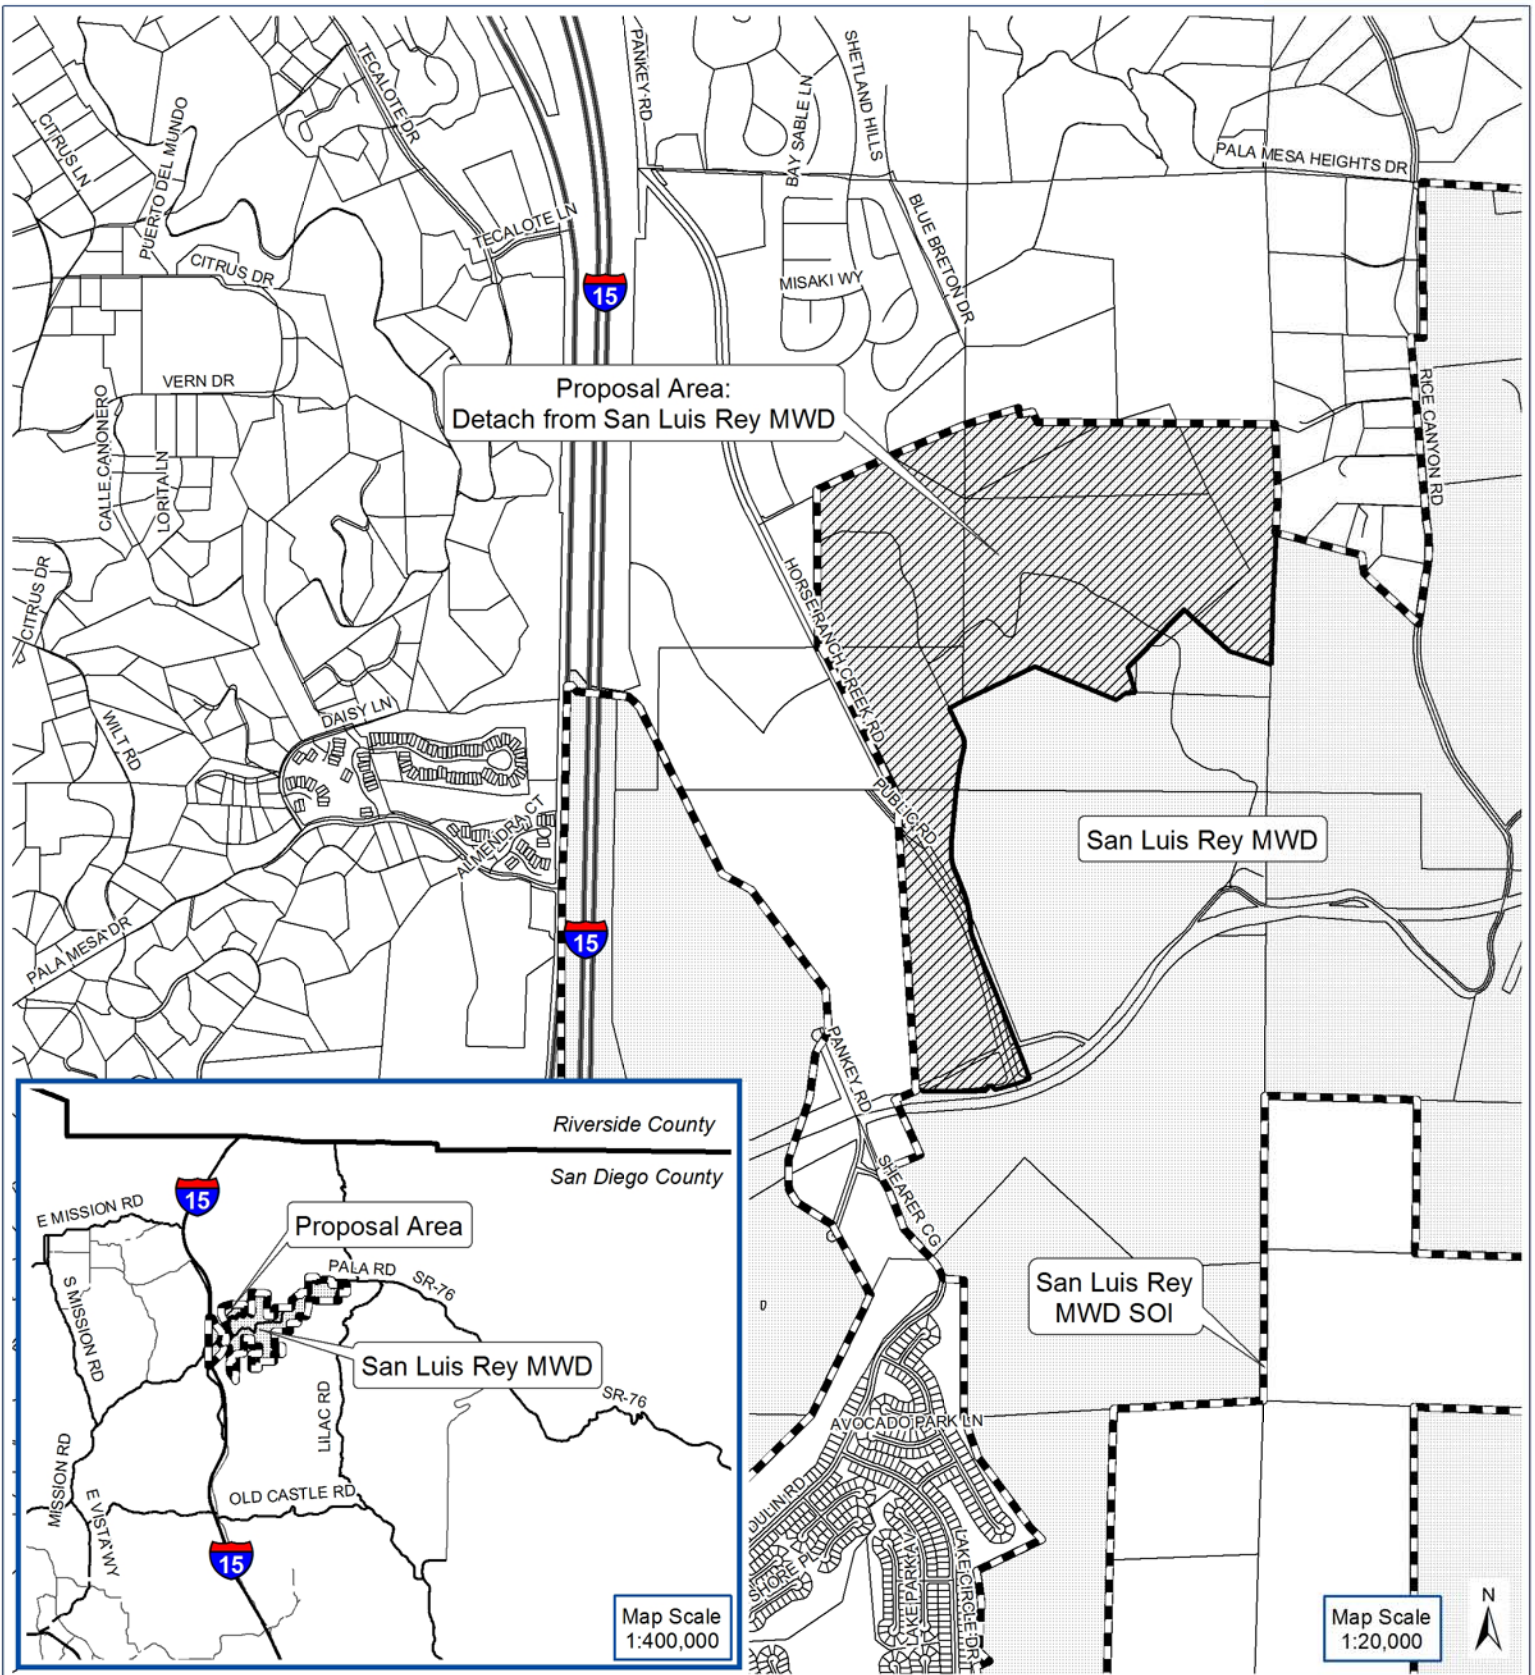 TECALOTE DR
PANKEY RD
SHETLAND HILLS
BAY SABLE LN
CITRUS LN
PUERTO DEL MUNDO
PALA MESA HEIGHTS DR
TECALOTE LN
BLUE BRETON DR
CITRUS DR
MISAKI WY
15
VERN DR
Proposal Area:
Detach from San Luis Rey MWD
CALLE CANONERO
LORITA LN
RICE CANYON RD
CITRUS DR
HORSE RANCH CREEK RD
DAISY LN
WILT RD
PUBLIC RD
ALMENDRA CT
San Luis Rey MWD
15
PALA MESA DR
PANKEY RD
SHEARER CG
San Luis Rey
MWD SOI
AVOCADO PARK LN
DULIN RD
SHORE PL
LAKE PARK LN
LAKE CIRCLE DR
Riverside County
San Diego County
15
E MISSION RD
Proposal Area
PALA RD
SR-76
S MISSION RD
San Luis Rey MWD
SR-76
LILAC RD
MISSION RD
OLD CASTLE RD
E VISTA WY
15
Map Scale
1:400,000
Map Scale
1:20,000
N